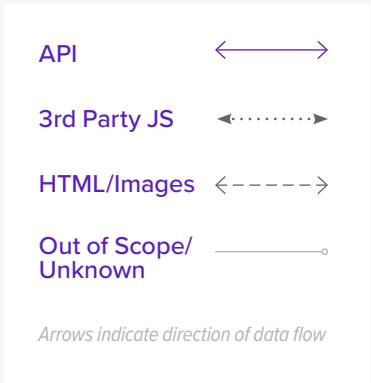 API
3rd Party JS
HTML/Images
Out of Scope/
Unknown
Arrows indicate direction of data flow